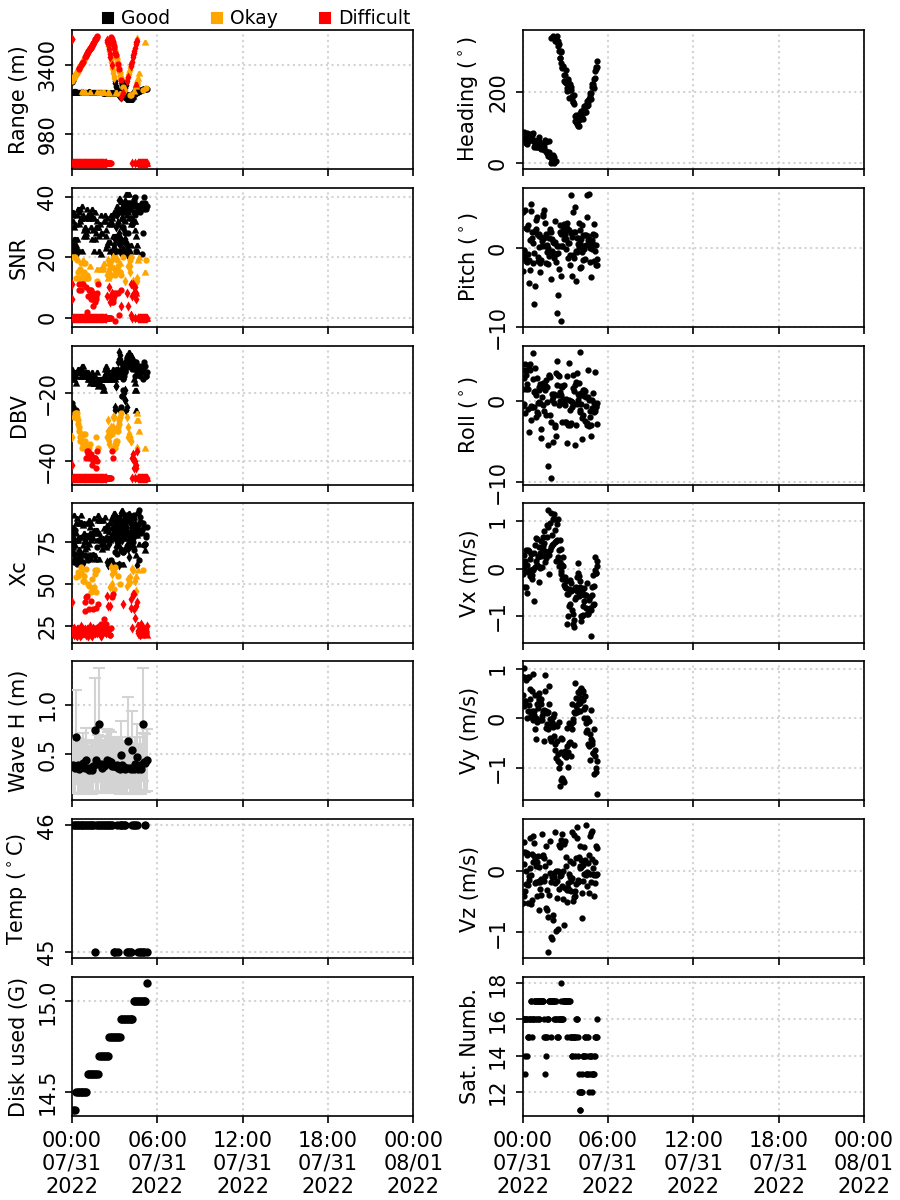 Good Okay Difficult
Range (m)
3400
980
Heading (°)
200
0
SNR
40
20
0
Pitch (°)
0
−10
DBV
−20
−40
Roll (°)
0
−10
Xc
75
50
25
Vx (m/s)
1
0
−1
Wave H (m)
1.0
0.5
Vy (m/s)
1
0
−1
Temp (°C)
46
45
Vz (m/s)
0
−1
Disk used (G)
15.0
14.5
Sat. Numb.
18
16
14
12
00:00 06:00 12:00 18:00 00:00
07/31 07/31 07/31 07/31 08/01
2022 2022 2022 2022 2022
00:00 06:00 12:00 18:00 00:00
07/31 07/31 07/31 07/31 08/01
2022 2022 2022 2022 2022